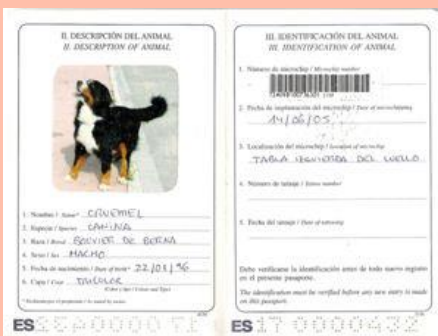 II. DESCRIPCIÓN DEL ANIMAL
II. DESCRIPTION OF ANIMAL
1. Nombre / Name*
2. Especie / Species CANINA
3. Raza / Breed BOUVIER DE BERNA
4. Sexo / Sex MACHO
5. Fecha de nacimiento / Date of birth* 22/01/96
6. Capa / Coat TRICOLOR
ES
III. IDENTIFICACIÓN DEL ANIMAL
III. IDENTIFICATION OF ANIMAL
1. Número de microchip / Microchip number
2. Fecha de implantación del microchip / Date of microchipping
14/06/05
3. Localización del microchip / Location of microchip
TABLA IZQUIERDA DEL CUELLO
4. Número de tatuaje / Tattoo number
5. Fecha del tatuaje / Date of tattooing
Debe verificarse la identificación antes de todo nuevo registro
en el presente pasaporte.
The identification must be verified before any new entry is made
on this passport.
ES